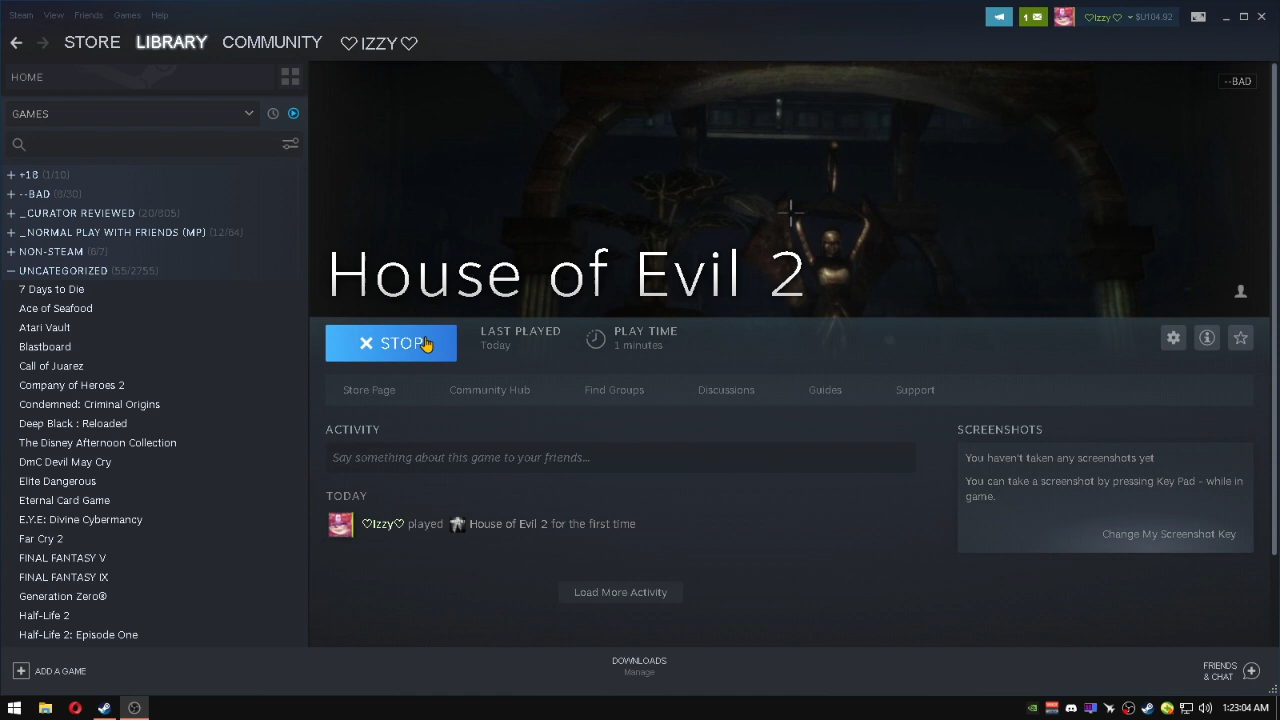 Steam View Friends Games Help
1 ♡Izzy♡ $U104.92
STORE LIBRARY COMMUNITY ♡ IZZY ♡
HOME
--BAD
GAMES
+18 (1/10)
--BAD (8/30)
_CURATOR REVIEWED (20/805)
_NORMAL PLAY WITH FRIENDS (MP) (12/64)
NON-STEAM (6/7)
UNCATEGORIZED (55/2755)
7 Days to Die
Ace of Seafood
Atari Vault
Blastboard
Call of Juarez
Company of Heroes 2
Condemned: Criminal Origins
Deep Black : Reloaded
The Disney Afternoon Collection
DmC Devil May Cry
Elite Dangerous
Eternal Card Game
E.Y.E: Divine Cybermancy
Far Cry 2
FINAL FANTASY V
FINAL FANTASY IX
Generation Zero®
Half-Life 2
Half-Life 2: Episode One
House of Evil 2
STOP
LAST PLAYED
Today
PLAY TIME
1 minutes
Store Page Community Hub Find Groups Discussions Guides Support
ACTIVITY
Say something about this game to your friends...
TODAY
♡Izzy♡ played House of Evil 2 for the first time
Load More Activity
SCREENSHOTS
You haven't taken any screenshots yet
You can take a screenshot by pressing Key Pad - while in
game.
Change My Screenshot Key
ADD A GAME
DOWNLOADS
Manage
FRIENDS
& CHAT
1:23:04 AM